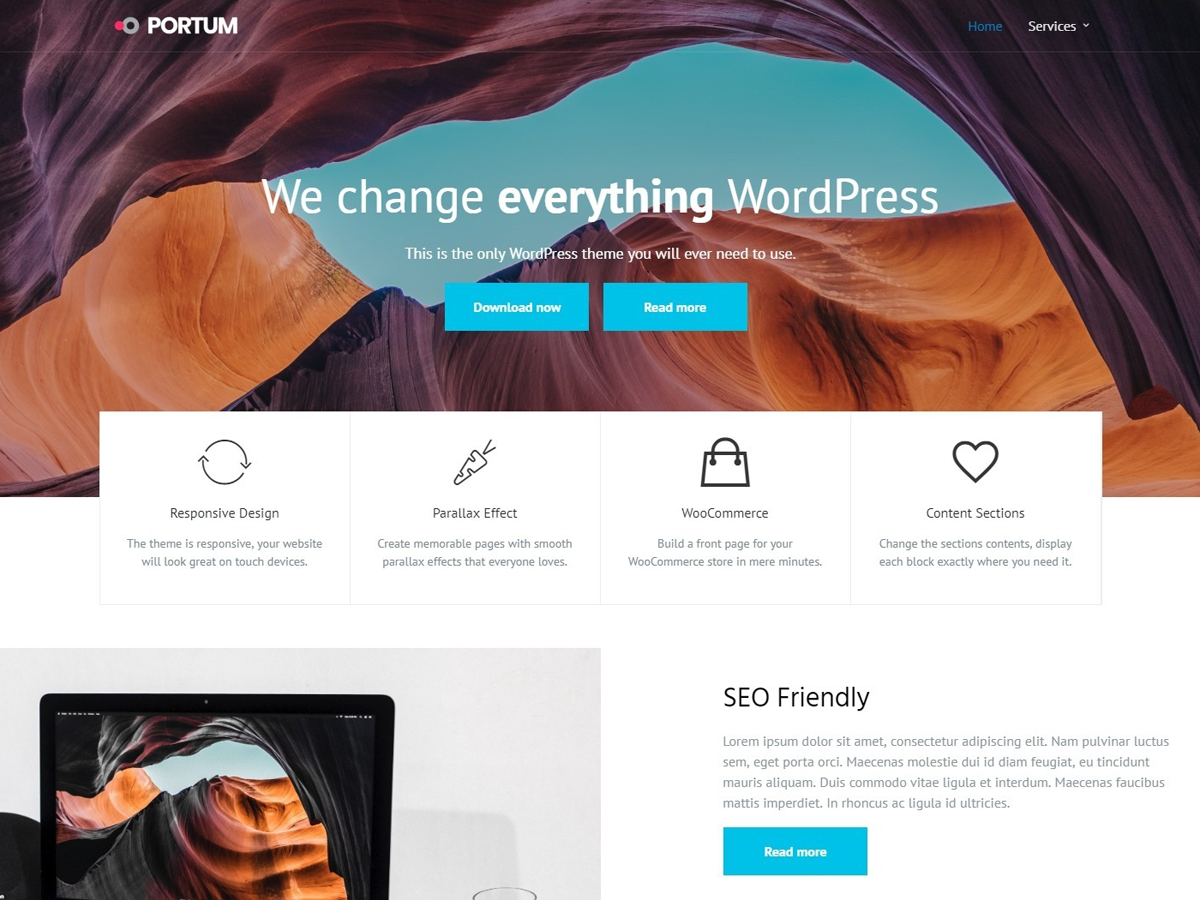 PORTUM
Home
Services
We change everything WordPress
This is the only WordPress theme you will ever need to use.
Download now
Read more
Responsive Design
The theme is responsive, your website
will look great on touch devices.
Parallax Effect
Create memorable pages with smooth
parallax effects that everyone loves.
WooCommerce
Build a front page for your
WooCommerce store in mere minutes.
Content Sections
Change the sections contents, display
each block exactly where you need it.
SEO Friendly
Lorem ipsum dolor sit amet, consectetur adipiscing elit. Nam pulvinar luctus
sem, eget porta orci. Maecenas molestie dui id diam feugiat, eu tincidunt
mauris aliquam. Duis commodo vitae ligula et interdum. Maecenas faucibus
mattis imperdiet. In rhoncus ac ligula id ultricies.
Read more